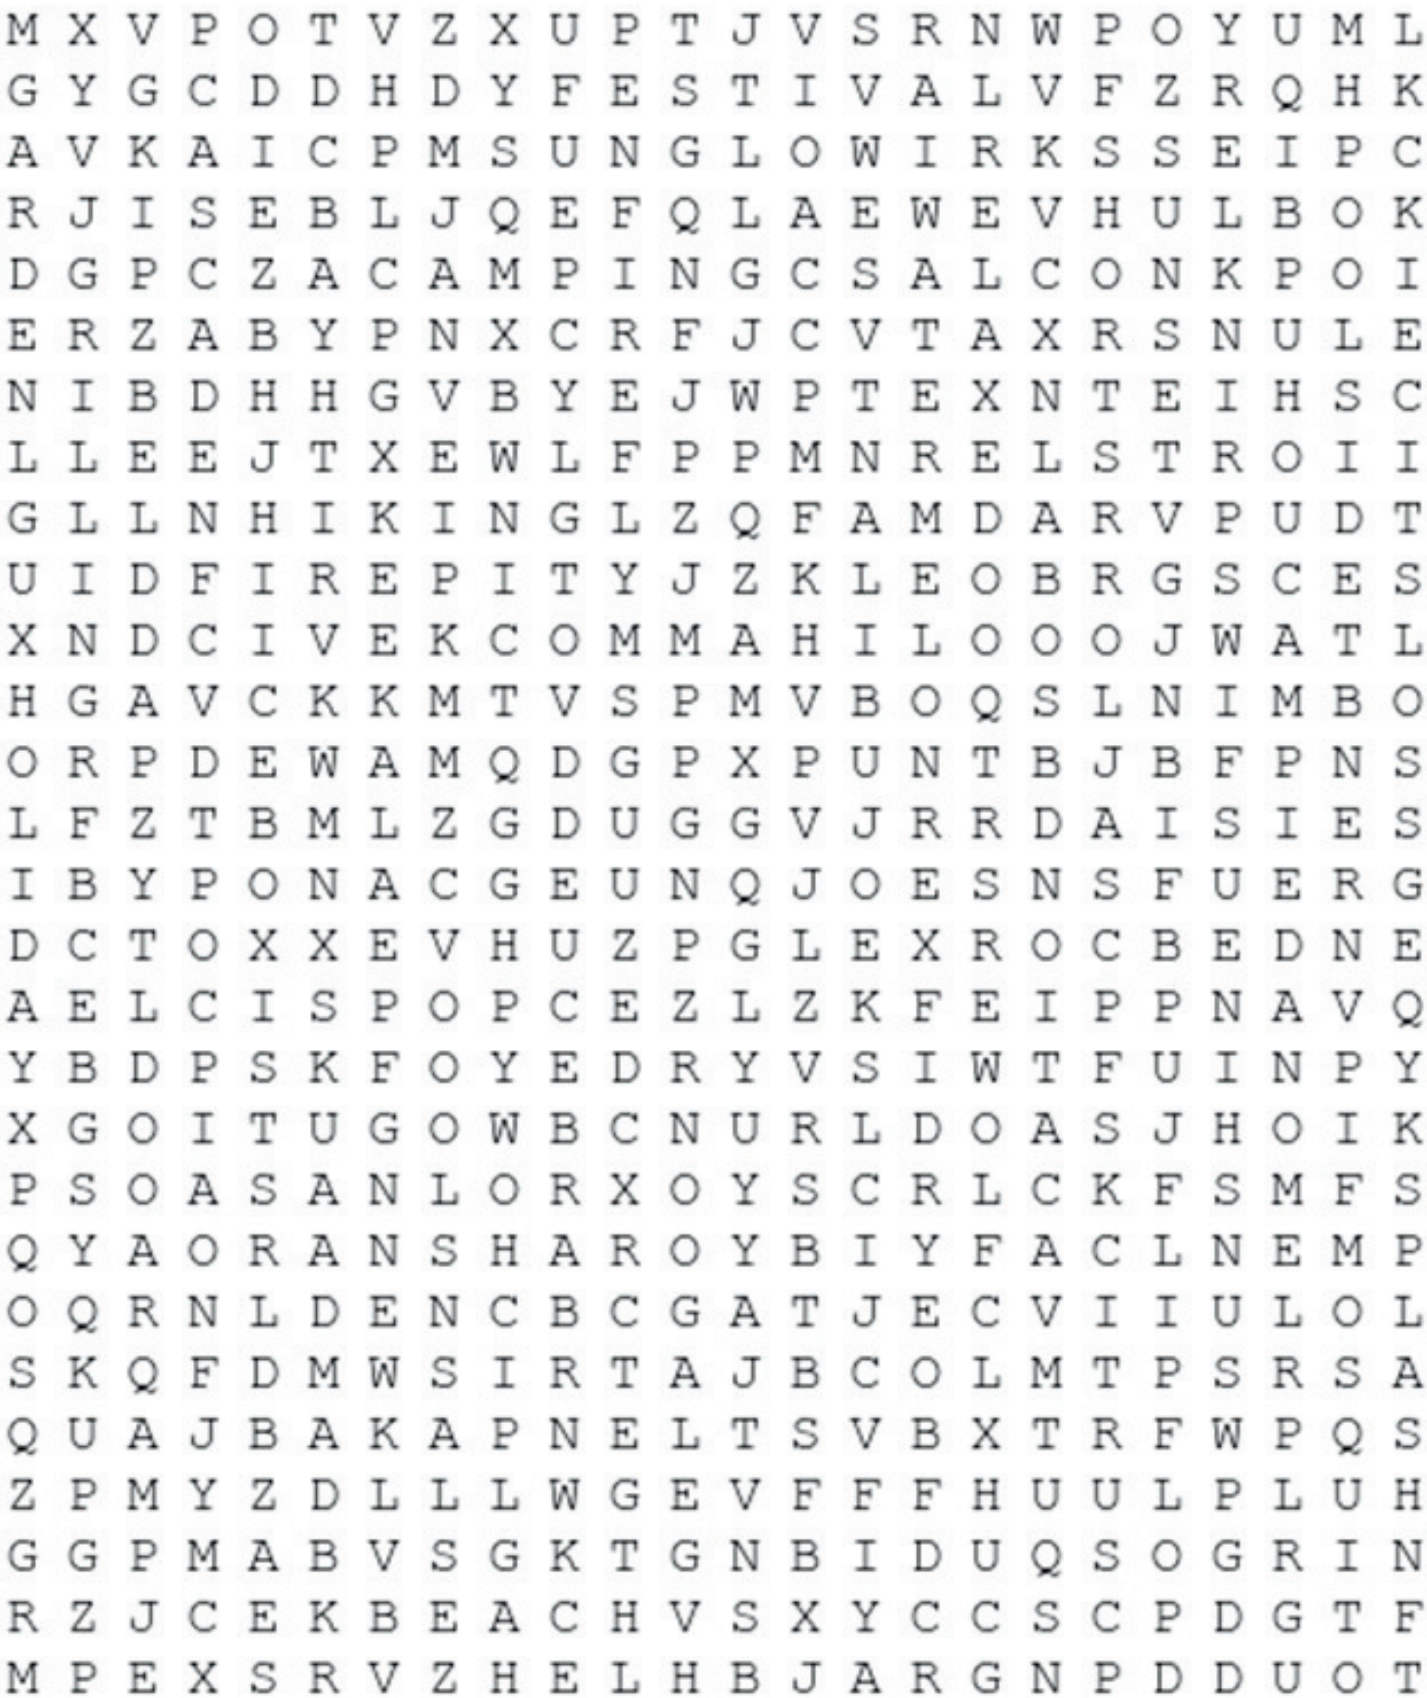 M X V P O T V Z X U P T J V S R N W P O Y U M L
G Y G C D D H D Y F E S T I V A L V F Z R Q H K
A V K A I C P M S U N G L O W I R K S S E I P C
R J I S E B L J Q E F Q L A E W E V H U L B O K
D G P C Z A C A M P I N G C S A L C O N K P O I
E R Z A B Y P N X C R F J C V T A X R S N U L E
N I B D H H G V B Y E J W P T E X N T E I H S C
L L E E J T X E W L F P P M N R E L S T R O I I
G L L N H I K I N G L Z Q F A M D A R V P U D T
U I D F I R E P I T Y J Z K L E O B R G S C E S
X N D C I V E K C O M M A H I L O O O J W A T L
H G A V C K K M T V S P M V B O Q S L N I M B O
O R P D E W A M Q D G P X P U N T B J B F P N S
L F Z T B M L Z G D U G G V J R R D A I S I E S
I B Y P O N A C G E U N Q J O E S N S F U E R G
D C T O X X E V H U Z P G L E X R O C B E D N E
A E L C I S P O P C E Z L Z K F E I P P N A V Q
Y B D P S K F O Y E D R Y V S I W T F U I N P Y
X G O I T U G O W B C N U R L D O A S J H O I K
P S O A S A N L O R X O Y S C R L C K F S M F S
Q Y A O R A N S H A R O Y B I Y F A C L N E M P
O Q R N L D E N C B C G A T J E C V I I U L O L
S K Q F D M W S I R T A J B C O L M T P S R S A
Q U A J B A K A P N E L T S V B X T R F W P Q S
Z P M Y Z D L L L W G E V F F F H U U L P L U H
G G P M A B V S G K T G N B I D U Q S O G R I N
R Z J C E K B E A C H V S X Y C C S C P D G T F
M P E X S R V Z H E L H B J A R G N P D D U O T